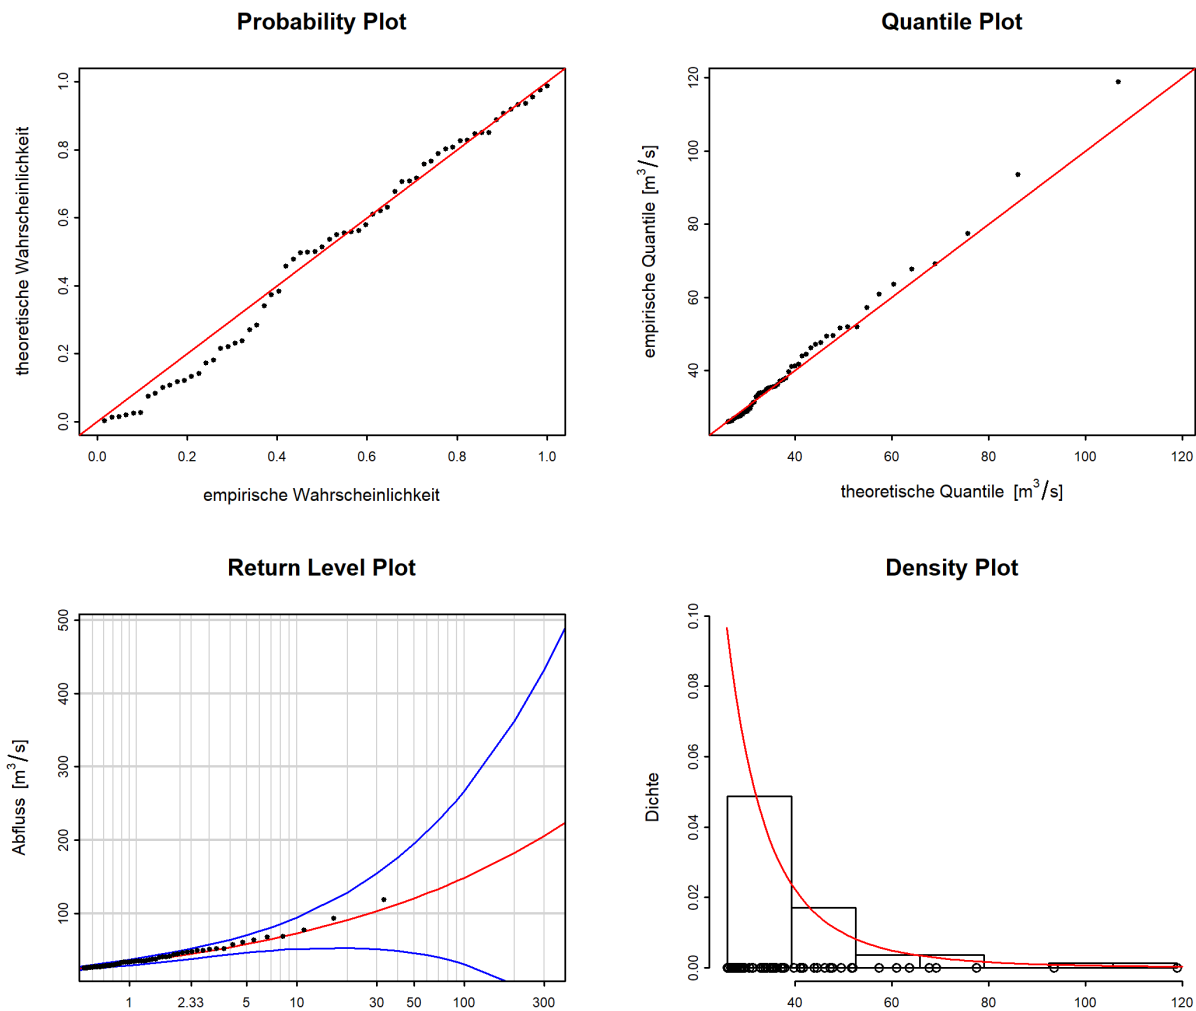 Probability Plot
theoretische Wahrscheinlichkeit
1.0
0.8
0.6
0.4
0.2
0.0
0.0 0.2 0.4 0.6 0.8 1.0
empirische Wahrscheinlichkeit
Quantile Plot
empirische Quantile [m³/s]
120
100
80
60
40
40 60 80 100 120
theoretische Quantile [m³/s]
Return Level Plot
Abfluss [m³/s]
500
400
300
200
100
1 2.33 5 10 30 50 100 300
Density Plot
Dichte
0.10
0.08
0.06
0.04
0.02
0.00
40 60 80 100 120